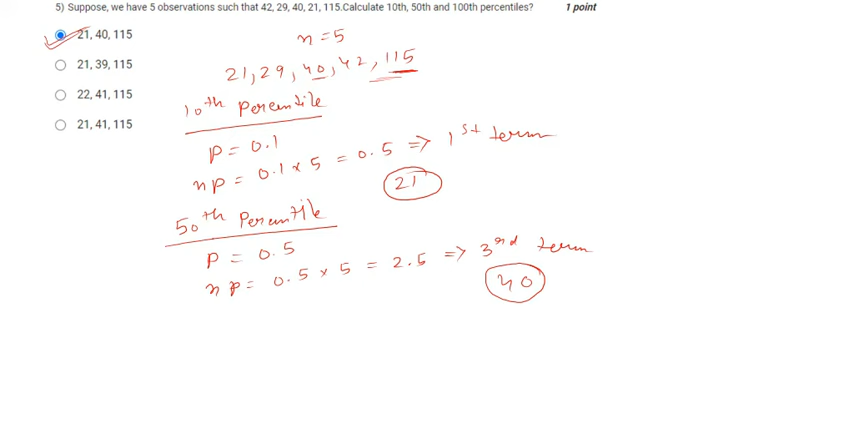 5) Suppose, we have 5 observations such that 42, 29, 40, 21, 115.Calculate 10th, 50th and 100th percentiles? 1 point
21, 40, 115
21, 39, 115
22, 41, 115
21, 41, 115
n = 5
21, 29, 40, 42, 115
10th Percentile
p = 0.1
np = 0.1 × 5 = 0.5 => 1st term
21
50th Percentile
p = 0.5
np = 0.5 × 5 = 2.5 => 3rd term
40